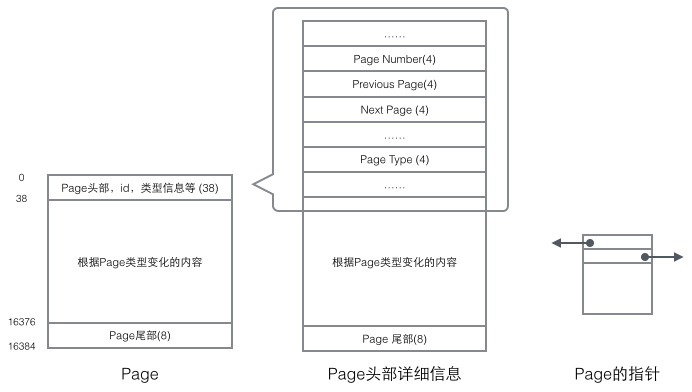 0
Page头部，id，类型信息等 (38)
38
根据Page类型变化的内容
16376
Page尾部(8)
16384
Page
......
Page Number(4)
Previous Page(4)
Next Page (4)
......
Page Type (4)
......
根据Page类型变化的内容
Page 尾部(8)
Page头部详细信息
Page的指针